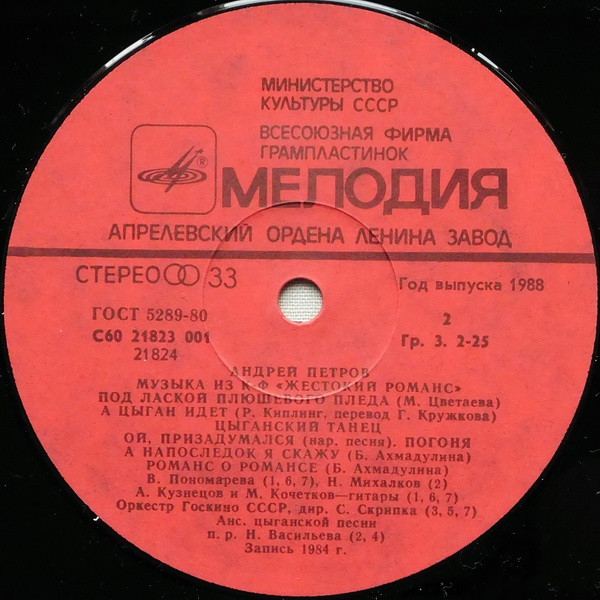 МИНИСТЕРСТВО
КУЛЬТУРЫ СССР
ВСЕСОЮЗНАЯ ФИРМА
ГРАМПЛАСТИНОК
®
МЕЛОДИЯ
АПРЕЛЕВСКИЙ ОРДЕНА ЛЕНИНА ЗАВОД
СТЕРЕО 33
Год выпуска 1988
ГОСТ 5289-80
2
С60 21823 001
Гр. 3. 2-25
21824
АНДРЕЙ ПЕТРОВ
МУЗЫКА ИЗ К/Ф «ЖЕСТОКИЙ РОМАНС»
ПОД ЛАСКОЙ ПЛЮШЕВОГО ПЛЕДА (М. Цветаева)
А ЦЫГАН ИДЕТ (Р. Киплинг, перевод Г. Кружкова)
ЦЫГАНСКИЙ ТАНЕЦ
ОЙ, ПРИЗАДУМАЛСЯ (нар. песня). ПОГОНЯ
А НАПОСЛЕДОК Я СКАЖУ (Б. Ахмадулина)
РОМАНС О РОМАНСЕ (Б. Ахмадулина)
В. Пономарева (1, 6, 7), Н. Михалков (2)
А. Кузнецов и М. Кочетков—гитары (1, 6, 7)
Оркестр Госкино СССР, дир. С. Скрипка (3, 5, 7)
Анс. цыганской песни
п. р. Н. Васильева (2, 4)
Запись 1984 г.